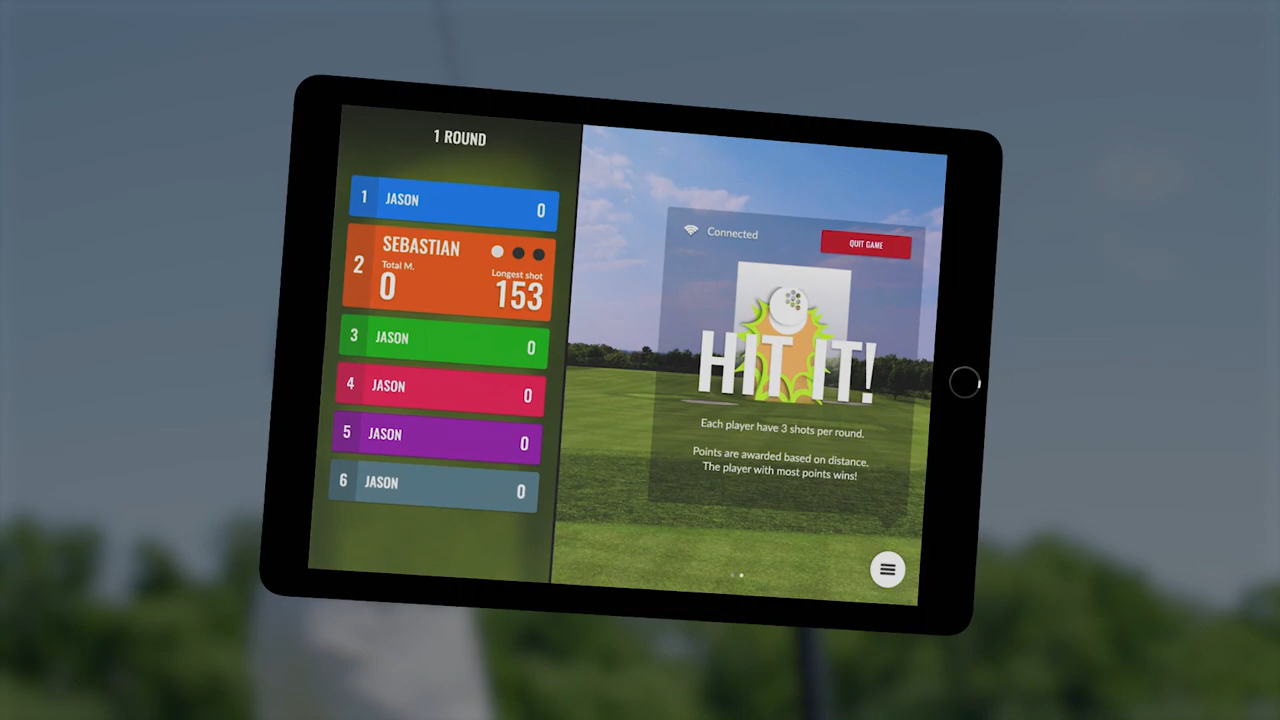 1 ROUND
1 JASON 0
2 SEBASTIAN
Total M. Longest shot
0 153
3 JASON 0
4 JASON 0
5 JASON 0
6 JASON 0
Connected
QUIT GAME
HIT IT!
Each player have 3 shots per round.
Points are awarded based on distance.
The player with most points wins!